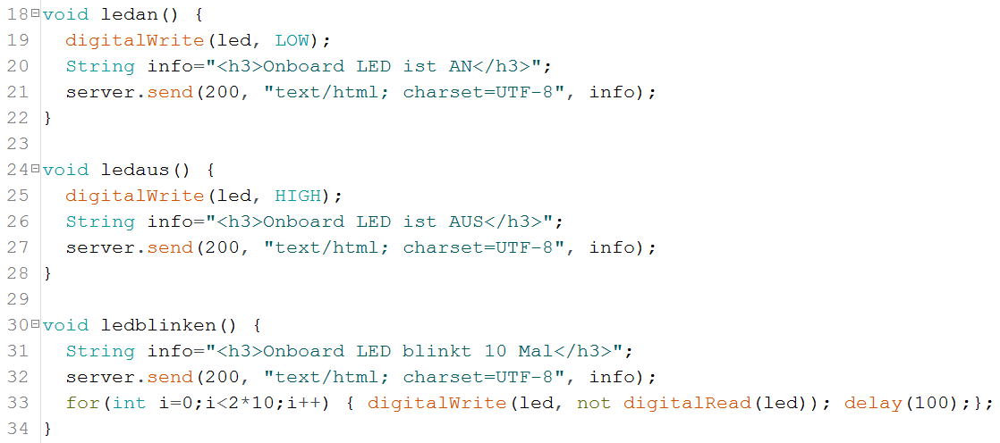 18 void ledan() {
19   digitalWrite(led, LOW);
20   String info="<h3>Onboard LED ist AN</h3>";
21   server.send(200, "text/html; charset=UTF-8", info);
22 }
23
24 void ledaus() {
25   digitalWrite(led, HIGH);
26   String info="<h3>Onboard LED ist AUS</h3>";
27   server.send(200, "text/html; charset=UTF-8", info);
28 }
29
30 void ledblinken() {
31   String info="<h3>Onboard LED blinkt 10 Mal</h3>";
32   server.send(200, "text/html; charset=UTF-8", info);
33   for(int i=0;i<2*10;i++) { digitalWrite(led, not digitalRead(led)); delay(100);};
34 }